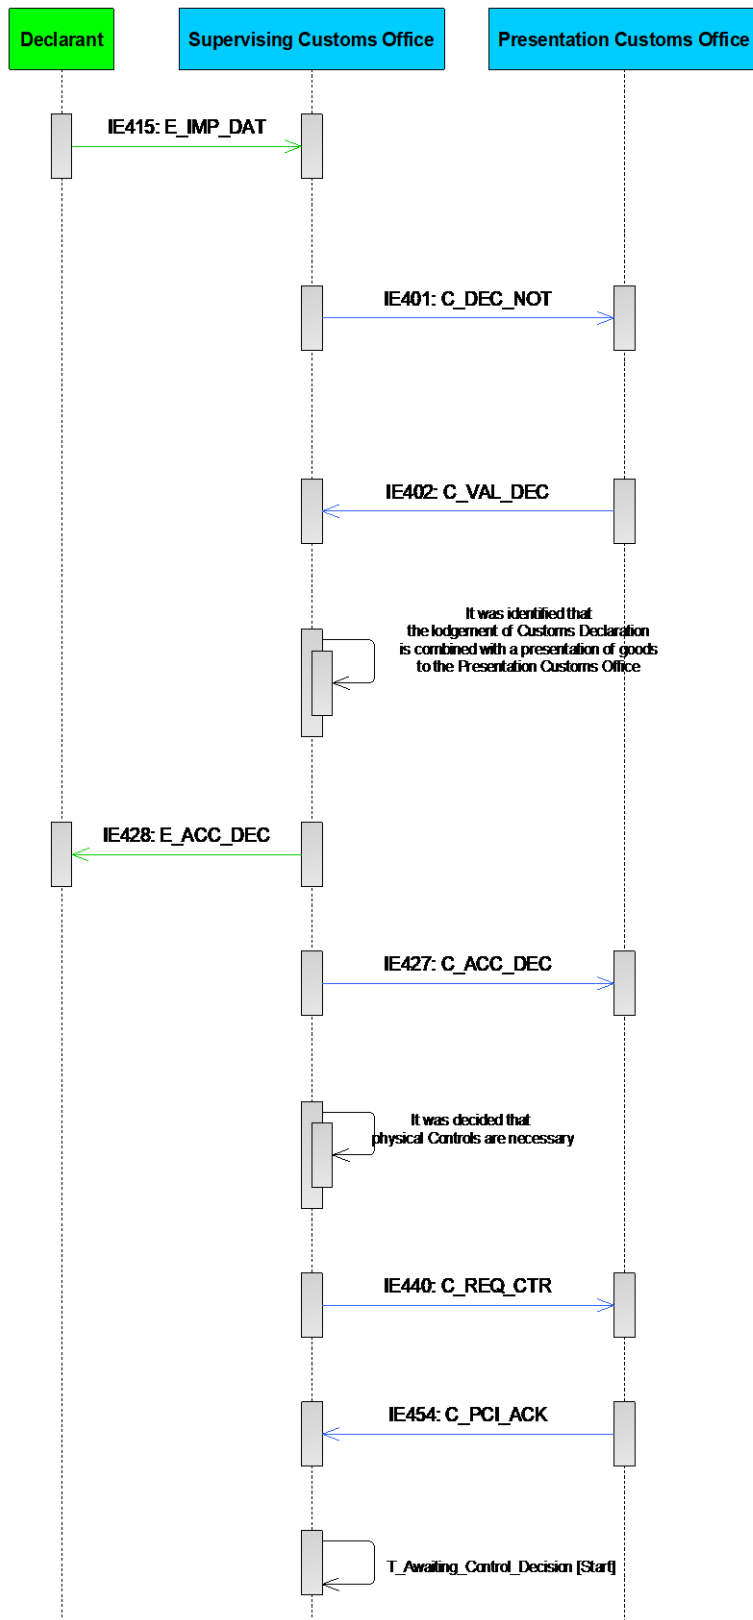 Declarant
Supervising Customs Office
Presentation Customs Office
IE415: E_IMP_DAT
IE401: C_DEC_NOT
IE402: C_VAL_DEC
It was identified that
the lodgement of Customs Declaration
is combined with a presentation of goods
to the Presentation Customs Office
IE428: E_ACC_DEC
IE427: C_ACC_DEC
It was decided that
physical Controls are necessary
IE440: C_REQ_CTR
IE454: C_PCI_ACK
T_Awaiting_Control_Decision [Start]